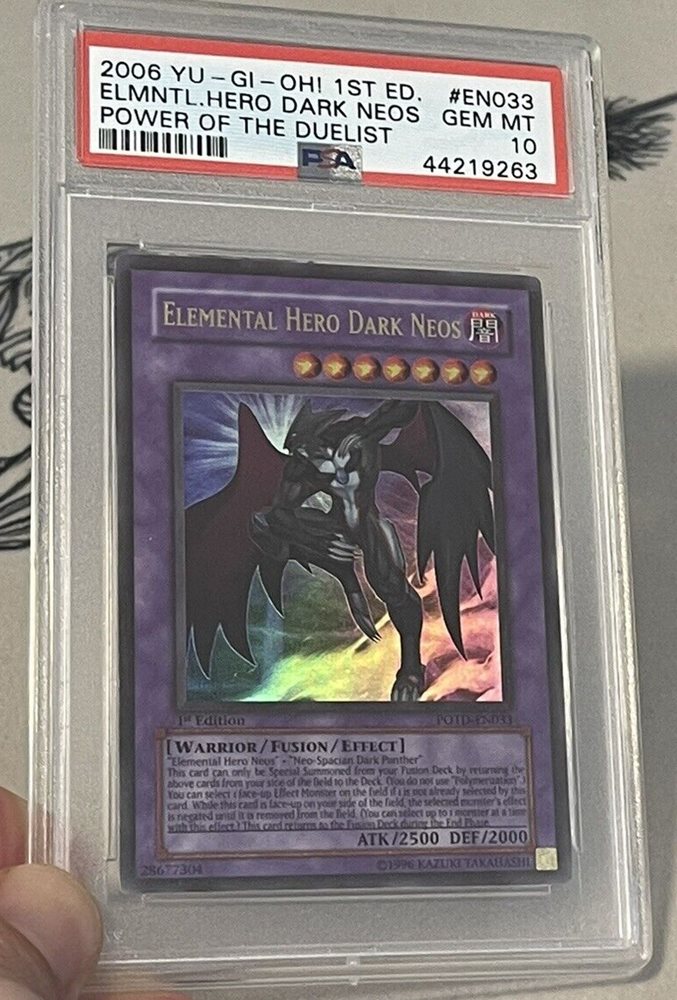 2006 YU-GI-OH! 1ST ED. #EN033
ELMNTL.HERO DARK NEOS GEM MT
POWER OF THE DUELIST 10
PSA 44219263
ELEMENTAL HERO DARK NEOS
DARK
闇
1st Edition POTD-EN033
[WARRIOR/FUSION/EFFECT]
"Elemental Hero Neos" + "Neo-Spacian Dark Panther"
This card can only be Special Summoned from your Fusion Deck by returning the
above cards from your side of the field to the Deck. (You do not use "Polymerization".)
You can select 1 face-up Effect Monster on the field if 1 is not already selected by this
card. While this card is face-up on your side of the field, the selected monster's effect
is negated until it is removed from the field. (You can select up to 1 monster at a time
with this effect.) This card returns to the Fusion Deck during the End Phase.
ATK/2500 DEF/2000
28677304 ©1996 KAZUKI TAKAHASHI